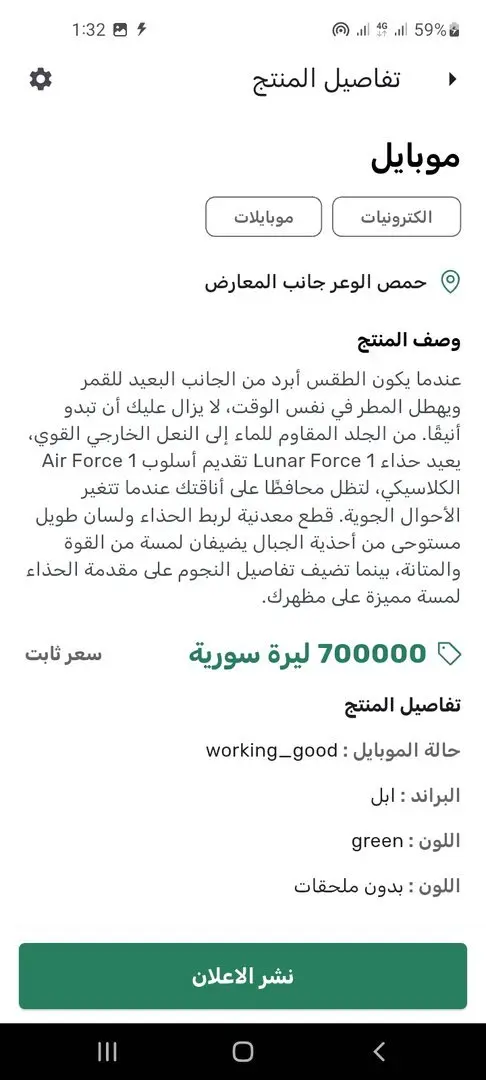 1:32
4G
59%
تفاصيل المنتج
موبايل
الكترونيات
موبايلات
حمص الوعر جانب المعارض
وصف المنتج
عندما يكون الطقس أبرد من الجانب البعيد للقمر
ويهطل المطر في نفس الوقت، لا يزال عليك أن تبدو
أنيقًا. من الجلد المقاوم للماء إلى النعل الخارجي القوي،
يعيد حذاء Lunar Force 1 تقديم أسلوب Air Force 1
الكلاسيكي، لتظل محافظًا على أناقتك عندما تتغير
الأحوال الجوية. قطع معدنية لربط الحذاء ولسان طويل
مستوحى من أحذية الجبال يضيفان لمسة من القوة
والمتانة، بينما تضيف تفاصيل النجوم على مقدمة الحذاء
لمسة مميزة على مظهرك.
700000 ليرة سورية
سعر ثابت
تفاصيل المنتج
حالة الموبايل : working_good
البراند : ابل
اللون : green
اللون : بدون ملحقات
نشر الاعلان